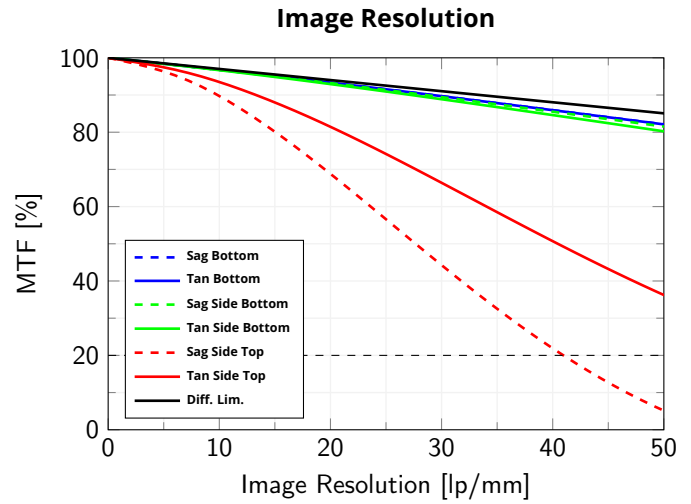 Image Resolution
100
80
60
40
20
0
MTF [%]
Sag Bottom
Tan Bottom
Sag Side Bottom
Tan Side Bottom
Sag Side Top
Tan Side Top
Diff. Lim.
0 10 20 30 40 50
Image Resolution [lp/mm]